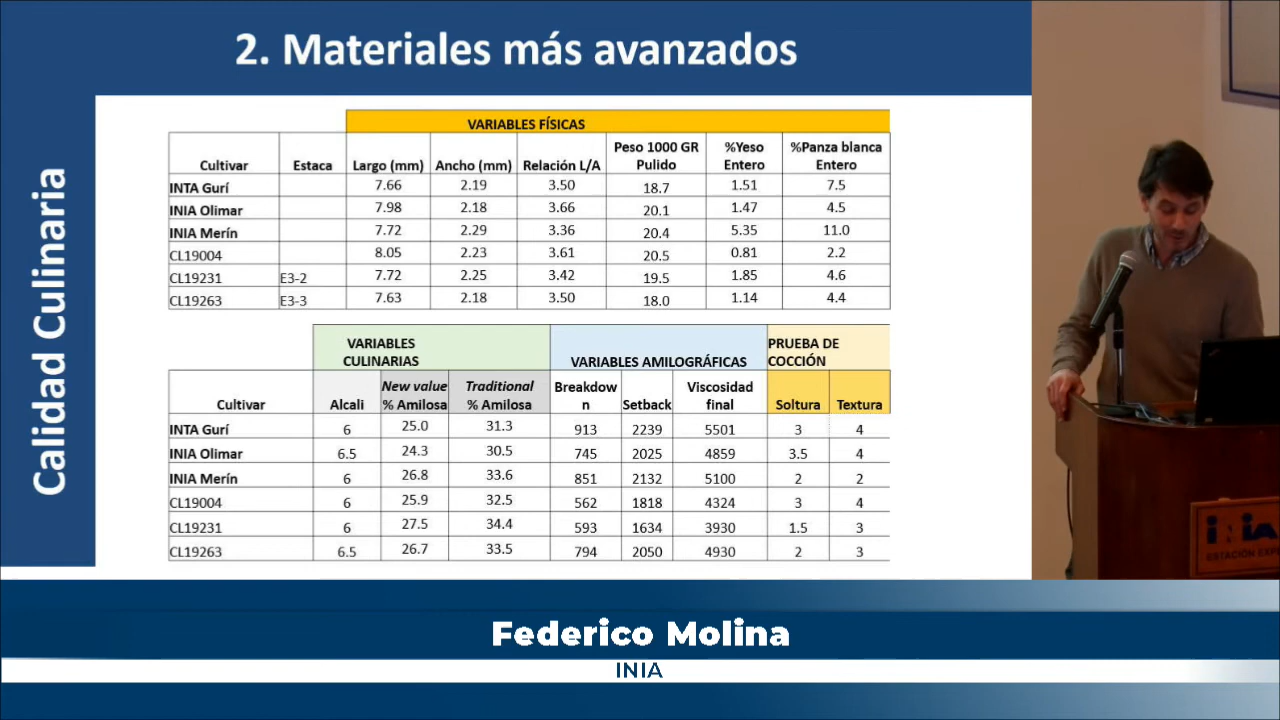 2. Materiales más avanzados
Calidad Culinaria
VARIABLES FÍSICAS
Cultivar Estaca Largo (mm) Ancho (mm) Relación L/A Peso 1000 GR Pulido %Yeso Entero %Panza blanca Entero
INTA Gurí 7.66 2.19 3.50 18.7 1.51 7.5
INIA Olimar 7.98 2.18 3.66 20.1 1.47 4.5
INIA Merín 7.72 2.29 3.36 20.4 5.35 11.0
CL19004 8.05 2.23 3.61 20.5 0.81 2.2
CL19231 E3-2 7.72 2.25 3.42 19.5 1.85 4.6
CL19263 E3-3 7.63 2.18 3.50 18.0 1.14 4.4
VARIABLES CULINARIAS VARIABLES AMILOGRÁFICAS PRUEBA DE COCCIÓN
Cultivar Alcali New value % Amilosa Traditional % Amilosa Breakdown Setback Viscosidad final Soltura Textura
INTA Gurí 6 25.0 31.3 913 2239 5501 3 4
INIA Olimar 6.5 24.3 30.5 745 2025 4859 3.5 4
INIA Merín 6 26.8 33.6 851 2132 5100 2 2
CL19004 6 25.9 32.5 562 1818 4324 3 4
CL19231 6 27.5 34.4 593 1634 3930 1.5 3
CL19263 6.5 26.7 33.5 794 2050 4930 2 3
inia
ESTACIÓN EXP
Federico Molina
INIA